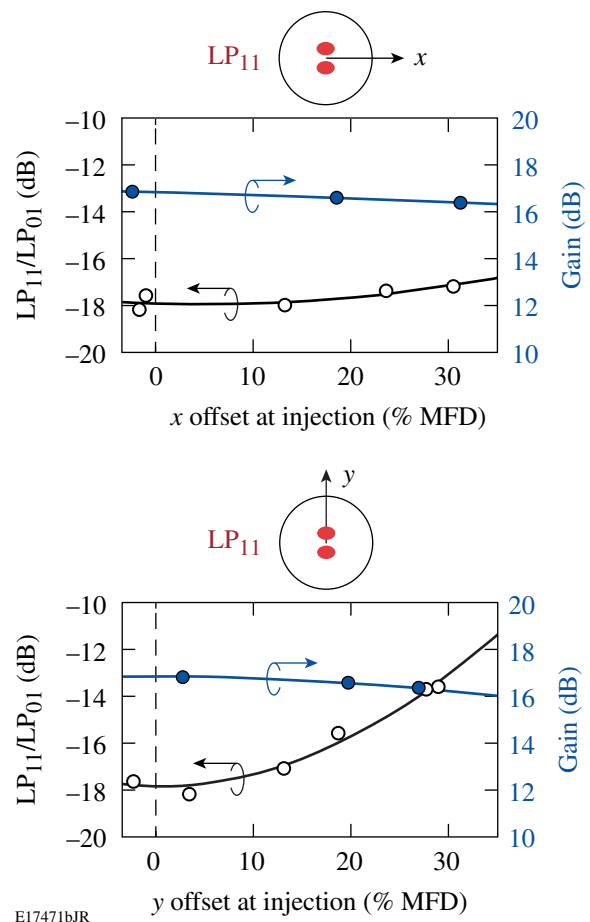 LP11
x
−10 −12 −14 −16 −18 −20
LP11/LP01 (dB)
20 18 16 14 12 10
Gain (dB)
0 10 20 30
x offset at injection (% MFD)
y
LP11
−10 −12 −14 −16 −18 −20
LP11/LP01 (dB)
20 18 16 14 12 10
Gain (dB)
0 10 20 30
y offset at injection (% MFD)
E17471bJR